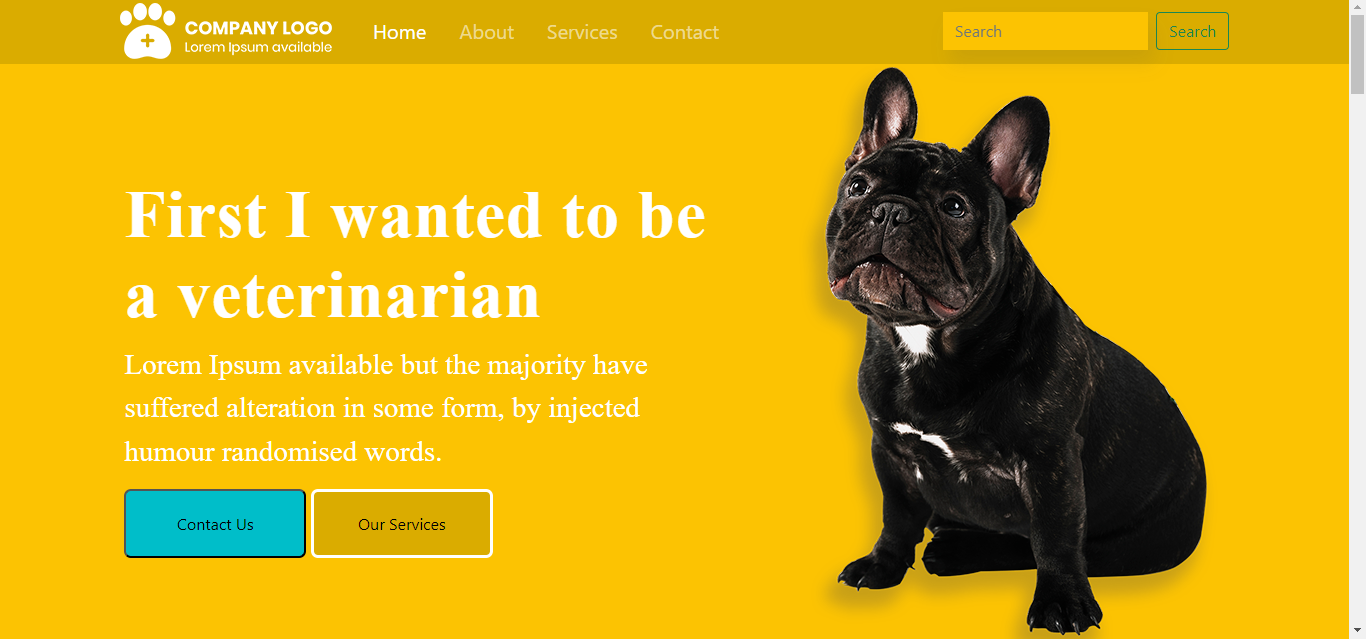 COMPANY LOGO
Lorem Ipsum available
Home About Services Contact
Search Search
First I wanted to be
a veterinarian
Lorem Ipsum available but the majority have
suffered alteration in some form, by injected
humour randomised words.
Contact Us Our Services